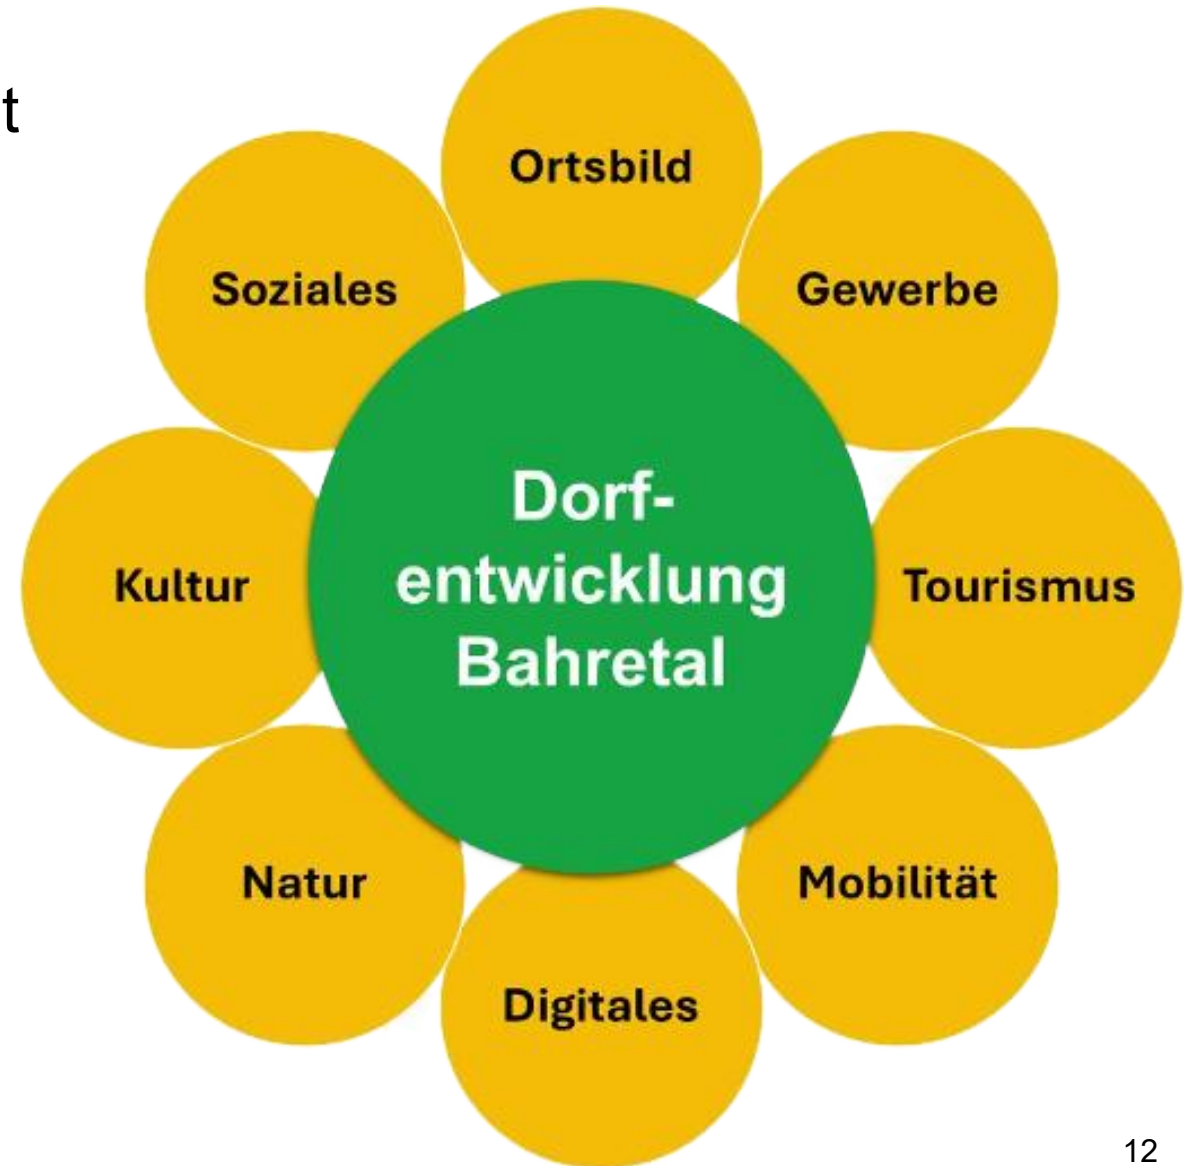 t
Ortsbild
Soziales
Gewerbe
Dorf-
entwicklung
Bahretal
Kultur
Tourismus
Natur
Mobilität
Digitales
12